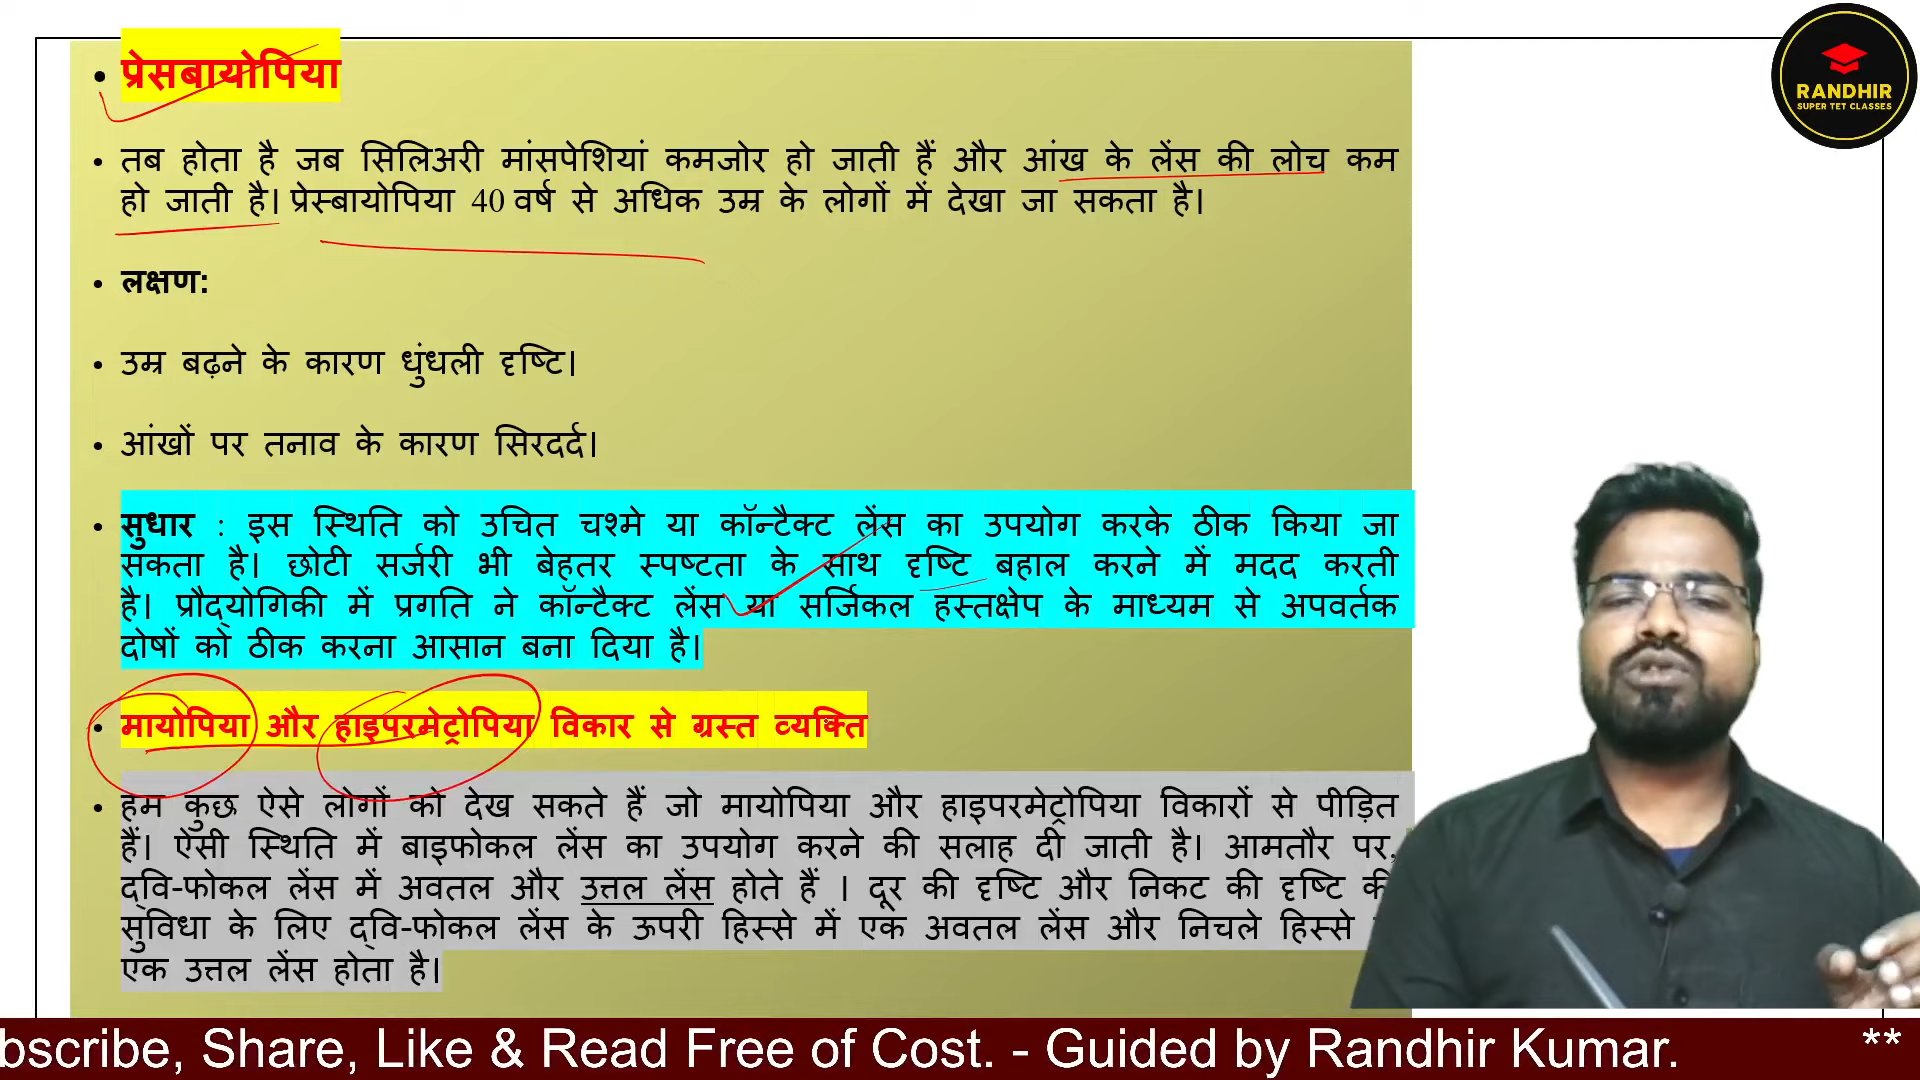 RANDHIR
SUPER TET CLASSES
• प्रेसबायोपिया
• तब होता है जब सिलिअरी मांसपेशियां कमजोर हो जाती हैं और आंख के लेंस की लोच कम
हो जाती है। प्रेस्बायोपिया 40 वर्ष से अधिक उम्र के लोगों में देखा जा सकता है।
• लक्षण:
• उम्र बढ़ने के कारण धुंधली दृष्टि।
• आंखों पर तनाव के कारण सिरदर्द।
• सुधार : इस स्थिति को उचित चश्मे या कॉन्टैक्ट लेंस का उपयोग करके ठीक किया जा
सकता है। छोटी सर्जरी भी बेहतर स्पष्टता के साथ दृष्टि बहाल करने में मदद करती
है। प्रौद्योगिकी में प्रगति ने कॉन्टैक्ट लेंस या सर्जिकल हस्तक्षेप के माध्यम से अपवर्तक
दोषों को ठीक करना आसान बना दिया है।
• मायोपिया और हाइपरमेट्रोपिया विकार से ग्रस्त व्यक्ति
• हम कुछ ऐसे लोगों को देख सकते हैं जो मायोपिया और हाइपरमेट्रोपिया विकारों से पीड़ित
हैं। ऐसी स्थिति में बाइफोकल लेंस का उपयोग करने की सलाह दी जाती है। आमतौर पर,
द्वि-फोकल लेंस में अवतल और उत्तल लेंस होते हैं । दूर की दृष्टि और निकट की दृष्टि की
सुविधा के लिए द्वि-फोकल लेंस के ऊपरी हिस्से में एक अवतल लेंस और निचले हिस्से
एक उत्तल लेंस होता है।
bscribe, Share, Like & Read Free of Cost. - Guided by Randhir Kumar. **